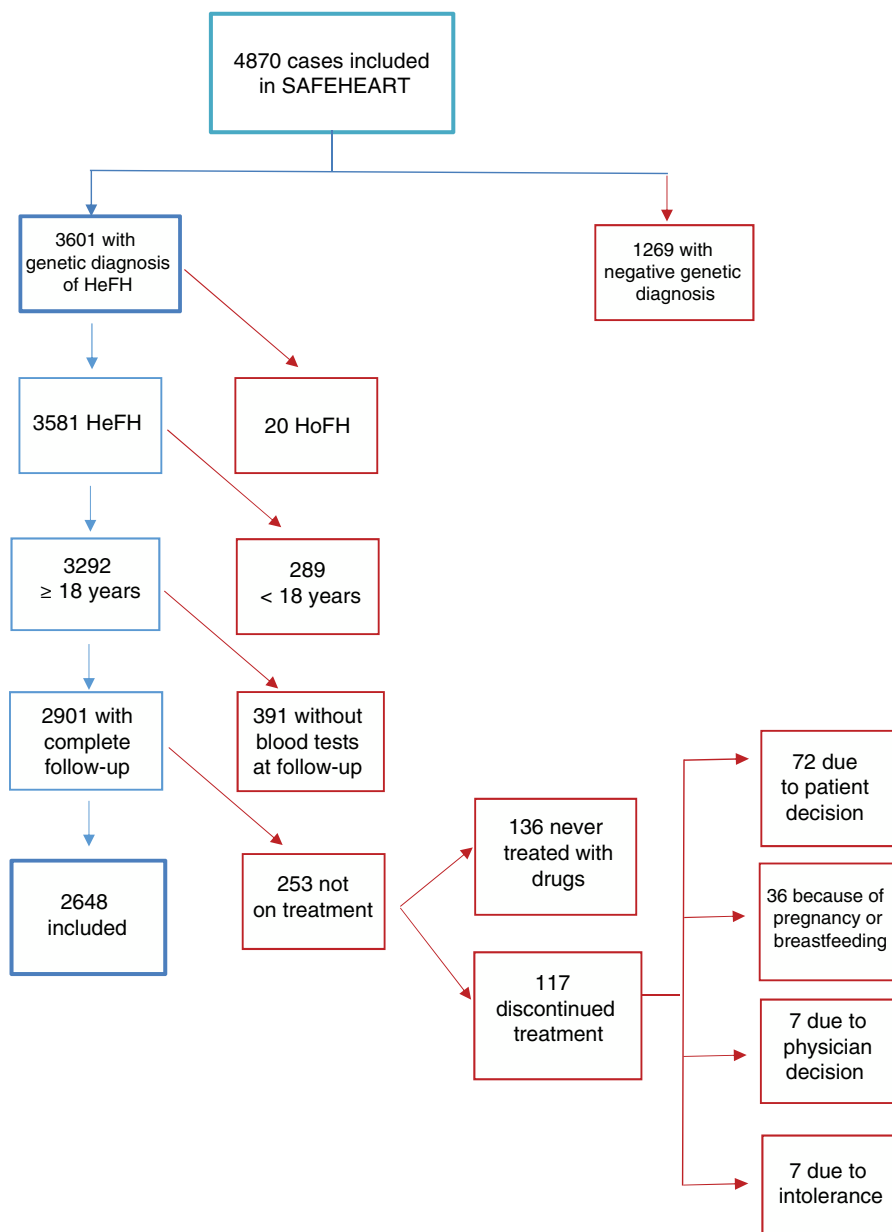 4870 cases included
in SAFEHEART
3601 with
genetic diagnosis
of HeFH
1269 with
negative genetic
diagnosis
3581 HeFH
20 HoFH
3292
≥ 18 years
289
< 18 years
2901 with
complete
follow-up
391 without
blood tests
at follow-up
72 due
to patient
decision
136 never
treated with
drugs
2648
included
253 not
on treatment
36 because of
pregnancy or
breastfeeding
117
discontinued
treatment
7 due to
physician
decision
7 due to
intolerance